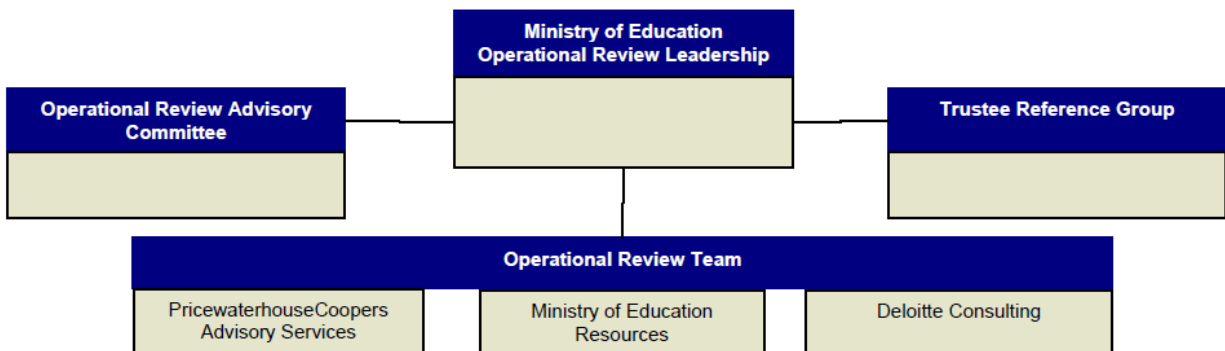 Ministry of Education
Operational Review Leadership
Operational Review Advisory
Committee
Trustee Reference Group
Operational Review Team
PricewaterhouseCoopers
Advisory Services
Ministry of Education
Resources
Deloitte Consulting